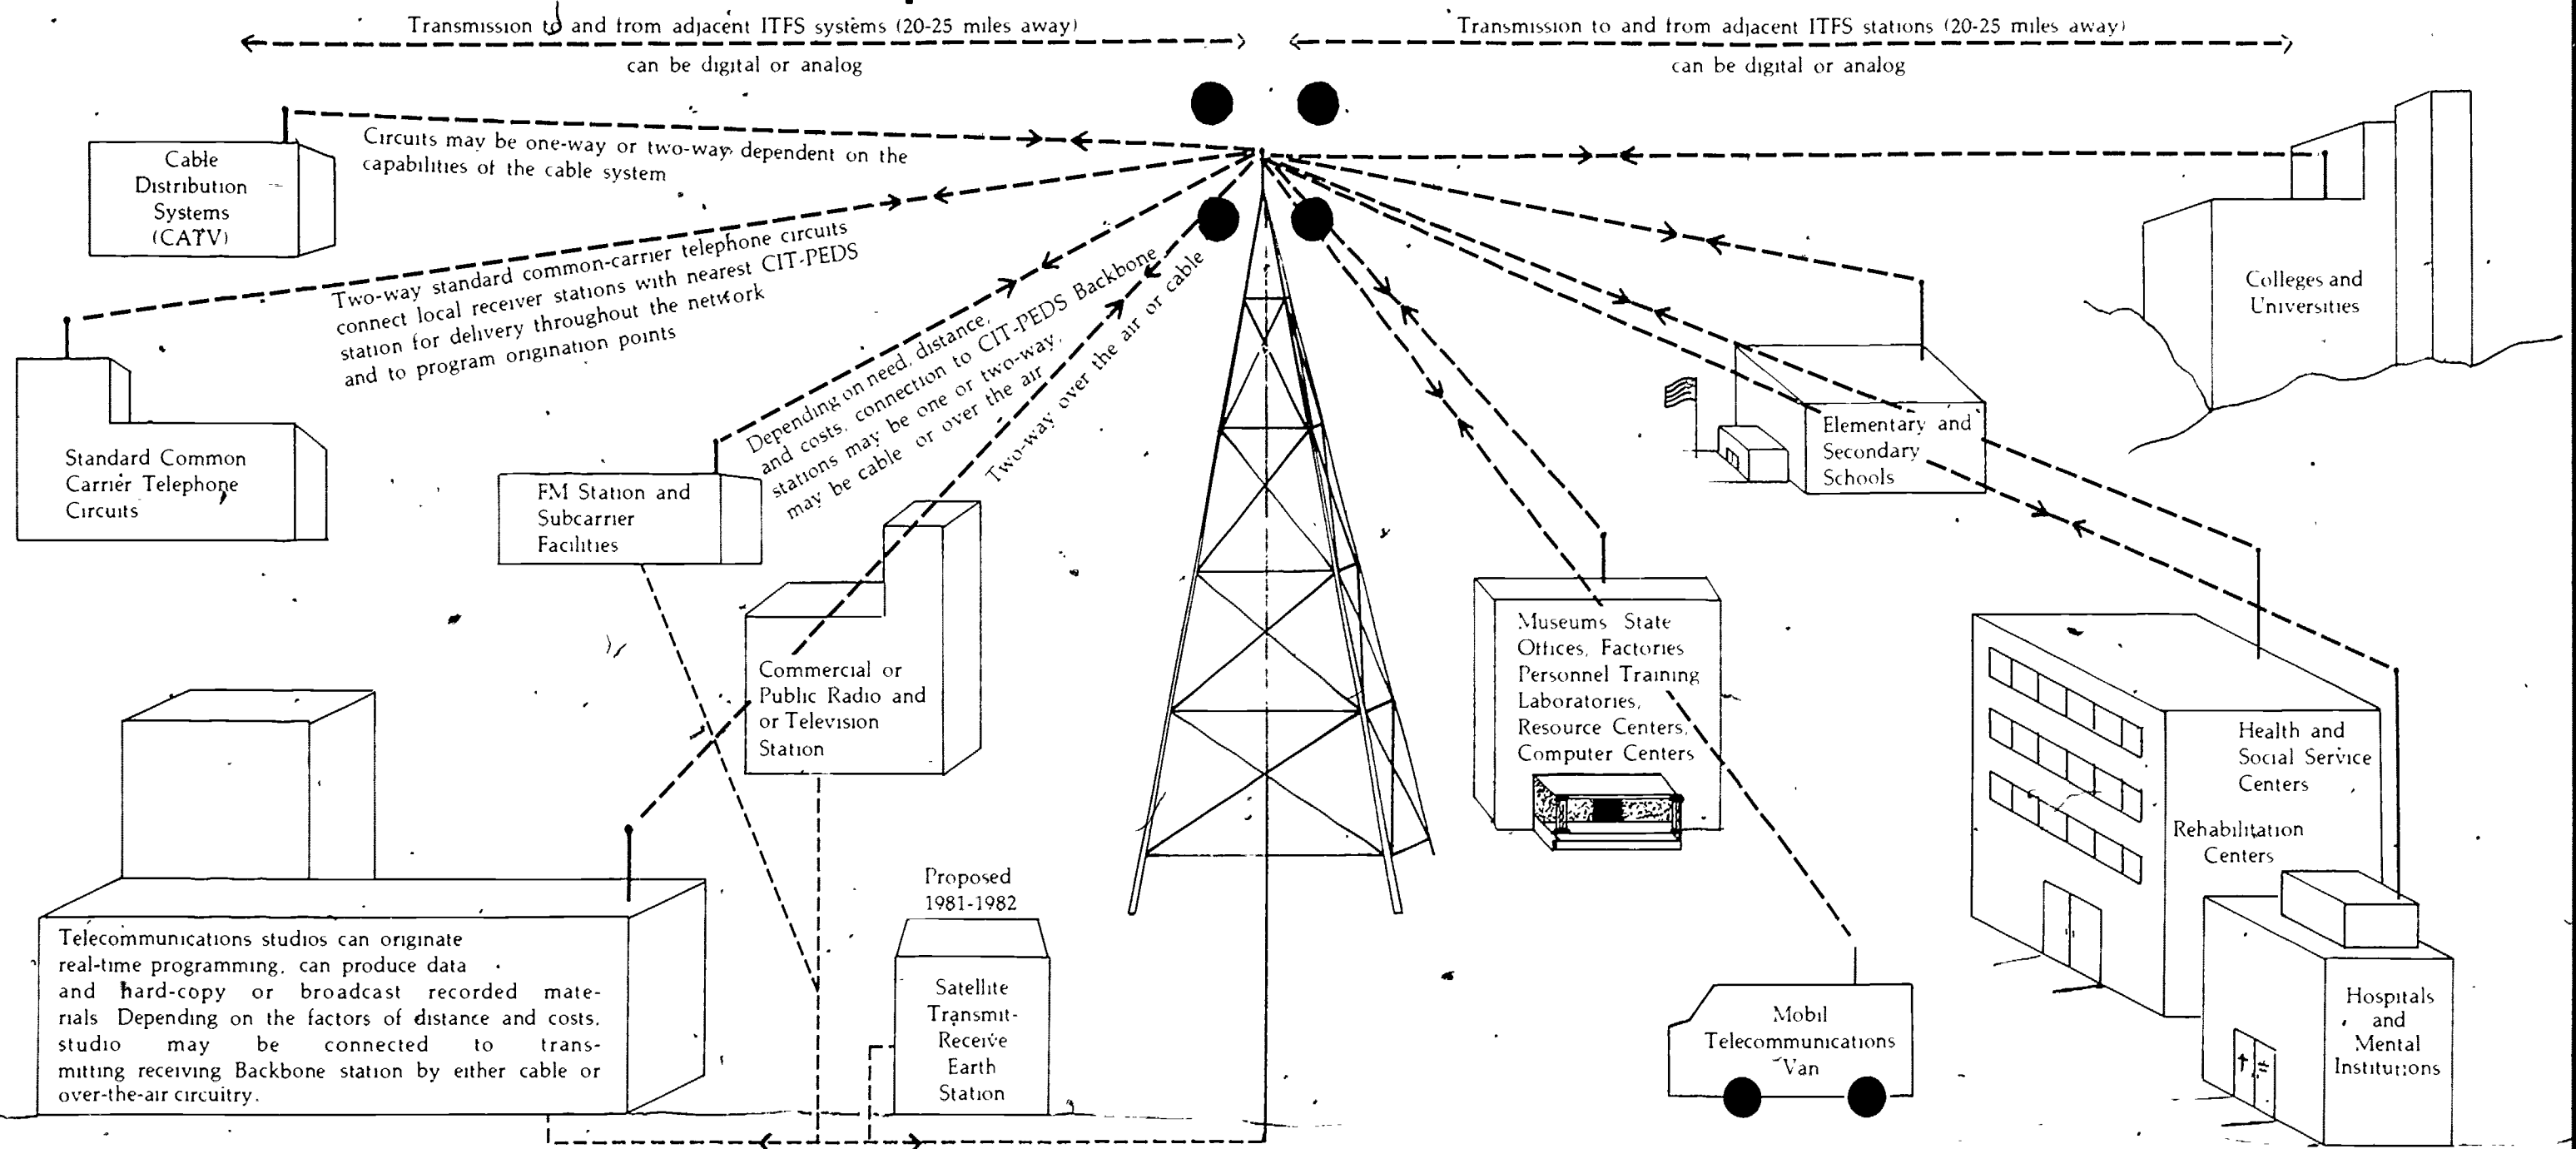 Transmission to and from adjacent ITFS systems (20-25 miles away)
can be digital or analog
Transmission to and from adjacent ITFS stations (20-25 miles away)
can be digital or analog
Cable
Distribution
Systems
(CATV)
Circuits may be one-way or two-way, dependent on the
capabilities of the cable system
Two-way standard common-carrier telephone circuits
connect local receiver stations with nearest CIT-PEDS
station for delivery throughout the network
and to program origination points
Standard Common
Carrier Telephone
Circuits
FM Station and
Subcarrier
Facilities
Depending on need, distance,
and costs, connection to CIT-PEDS Backbone
stations may be one or two-way,
may be cable or over the air
Two-way over the air or cable
Commercial or
Public Radio and
or Television
Station
Telecommunications studios can originate
real-time programming, can produce data
and hard-copy or broadcast recorded mate-
rials Depending on the factors of distance and costs,
studio may be connected to trans-
mitting receiving Backbone station by either cable or
over-the-air circuitry.
Proposed
1981-1982
Satellite
Transmit-
Receive
Earth
Station
Museums State
Offices, Factories
Personnel Training
Laboratories,
Resource Centers,
Computer Centers
Mobil
Telecommunications
Van
Elementary and
Secondary
Schools
Colleges and
Universities
Health and
Social Service
Centers
Rehabilitation
Centers
Hospitals
and
Mental
Institutions